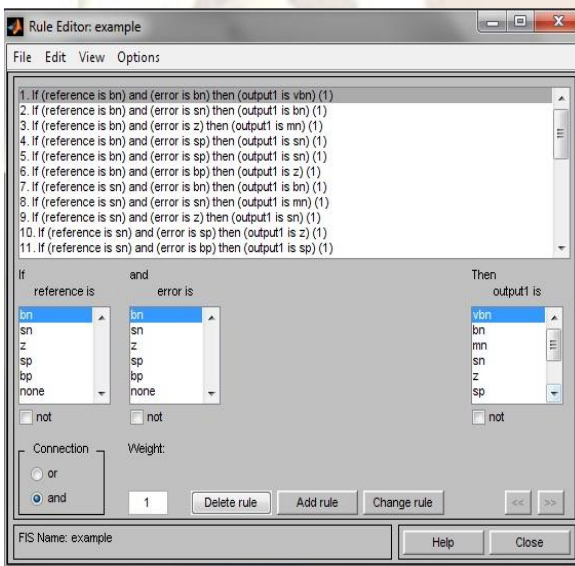 Rule Editor: example
File Edit View Options
1. If (reference is bn) and (error is bn) then (output1 is vbn) (1)
2. If (reference is bn) and (error is sn) then (output1 is bn) (1)
3. If (reference is bn) and (error is z) then (output1 is mn) (1)
4. If (reference is bn) and (error is sp) then (output1 is sn) (1)
5. If (reference is bn) and (error is bp) then (output1 is sn) (1)
6. If (reference is bn) and (error is bp) then (output1 is z) (1)
7. If (reference is sn) and (error is bn) then (output1 is bn) (1)
8. If (reference is sn) and (error is sn) then (output1 is mn) (1)
9. If (reference is sn) and (error is z) then (output1 is sn) (1)
10. If (reference is sn) and (error is sp) then (output1 is z) (1)
11. If (reference is sn) and (error is bp) then (output1 is sp) (1)
If and Then
reference is error is output1 is
bn bn vbn
sn sn bn
z z mn
sp sp sn
bp bp z
none none sp
not not not
Connection Weight:
or
and 1 Delete rule Add rule Change rule << >>
FIS Name: example Help Close